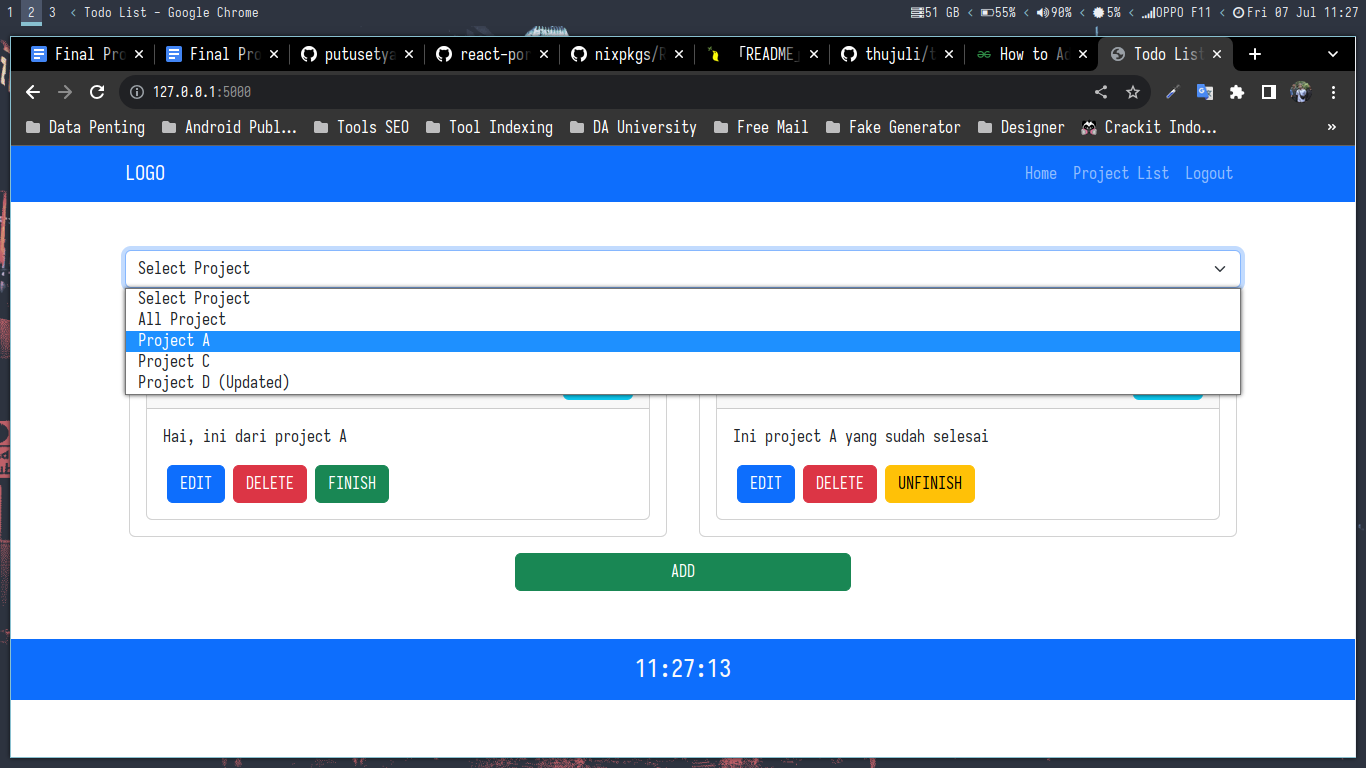 1 2 3 < Todo List - Google Chrome
51 GB < 55% < 90% < 5% < OPPO F11 < Fri 07 Jul 11:27
Final Pro Final Pro putusetya react-por nixpkgs/R 「README」 thujuli/t How to Ad Todo List
127.0.0.1:5000
Data Penting Android Publ... Tools SEO Tool Indexing DA University Free Mail Fake Generator Designer Crackit Indo... »
LOGO Home Project List Logout
Select Project
Select Project
All Project
Project A
Project C
Project D (Updated)
Hai, ini dari project A
EDIT DELETE FINISH
Ini project A yang sudah selesai
EDIT DELETE UNFINISH
ADD
11:27:13